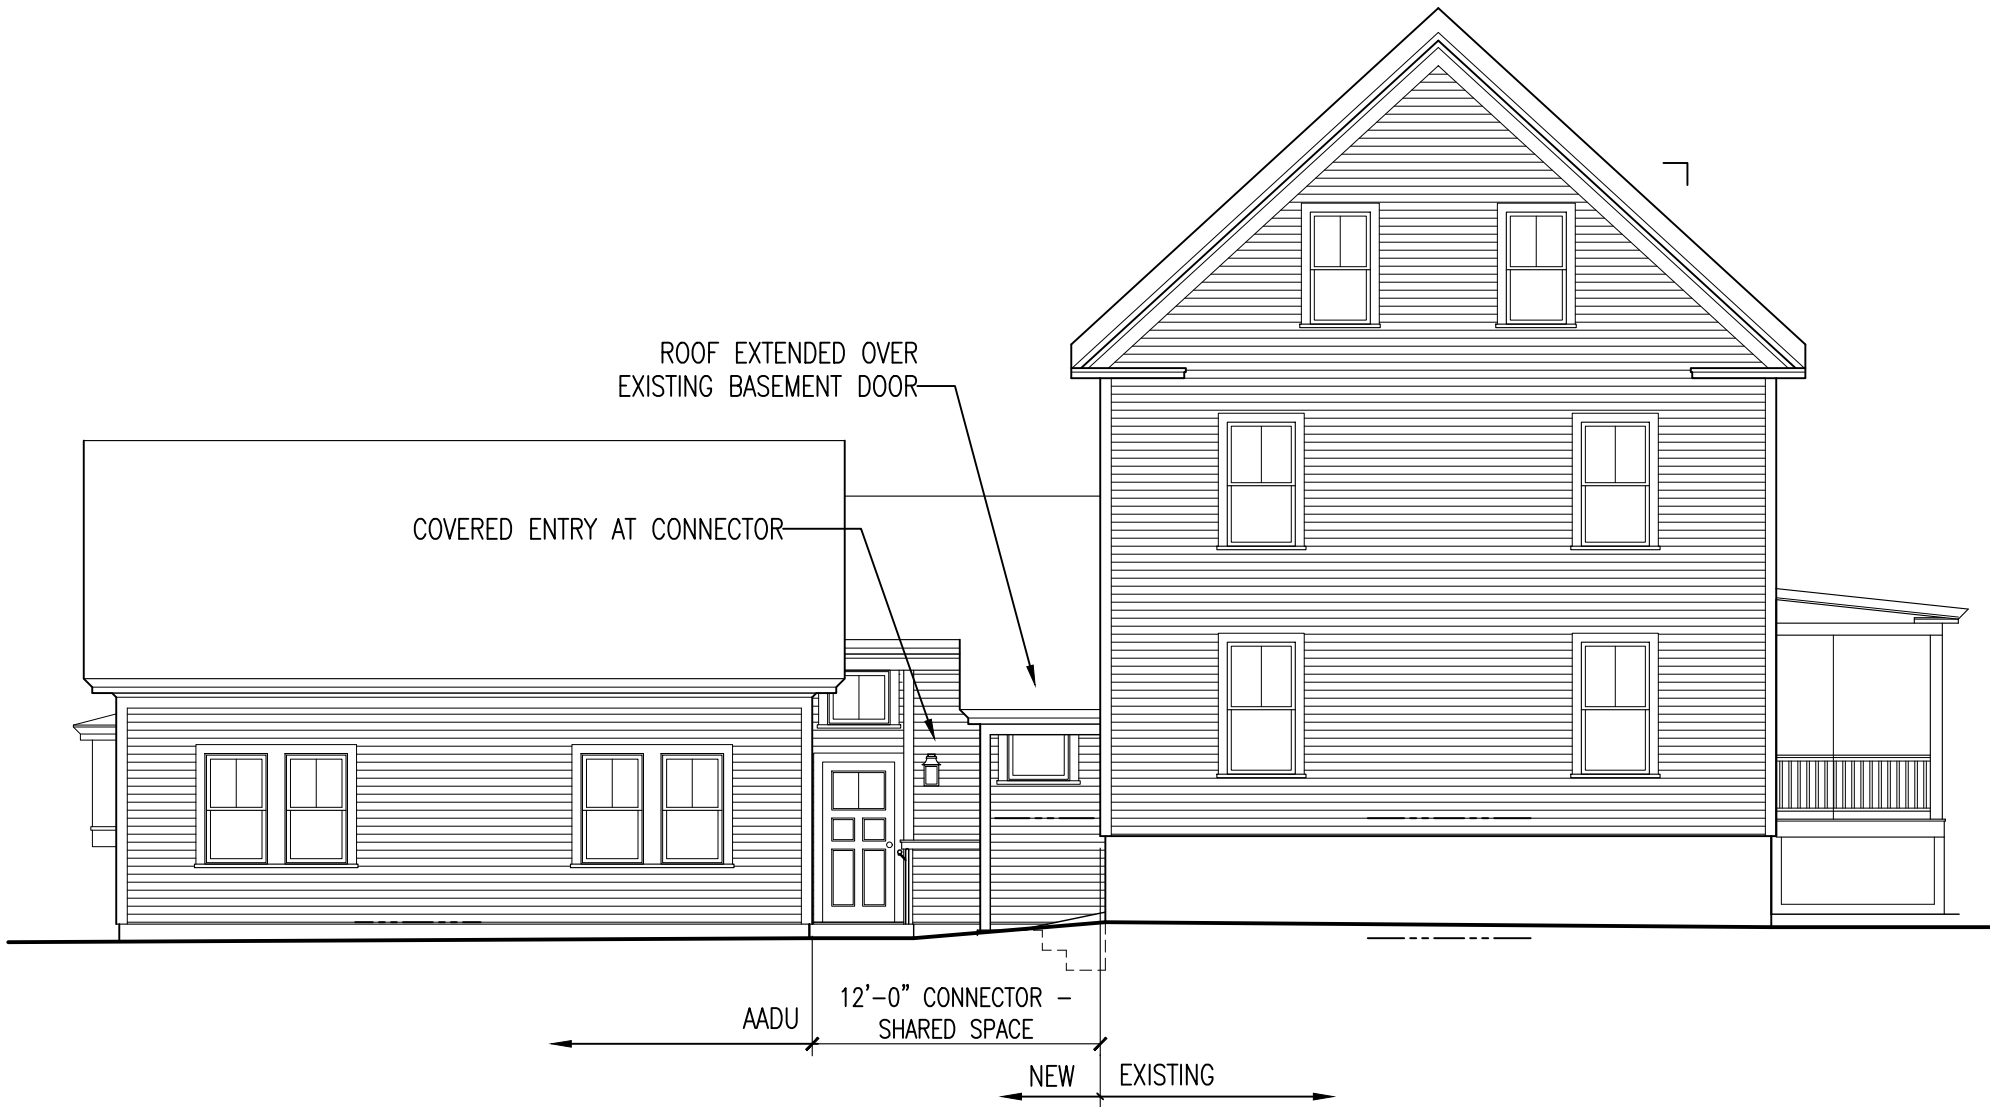 ROOF EXTENDED OVER
EXISTING BASEMENT DOOR
COVERED ENTRY AT CONNECTOR
12'-0" CONNECTOR -
SHARED SPACE
AADU
NEW
EXISTING